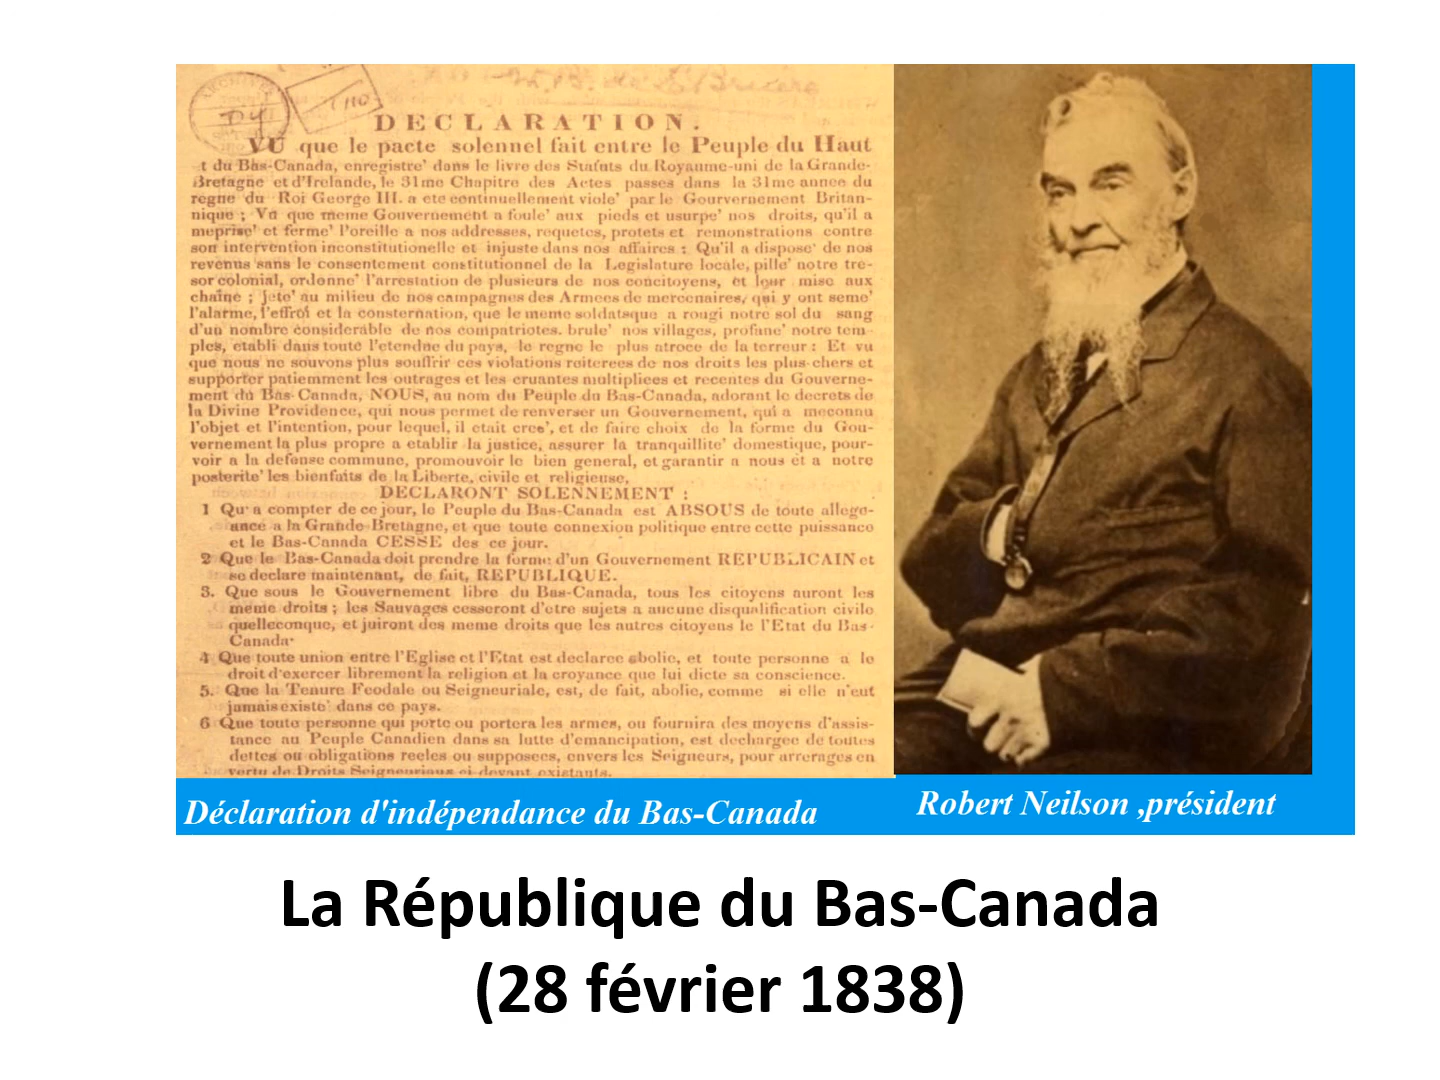 DECLARATION.
VU que le pacte solennel fait entre le Peuple du Haut
t du Bas-Canada, enregistre' dans le livre des Statuts du Royaume-uni de la Grande-
Bretagne et d'Irelande, le 31me Chapitre des Actes passes dans la 31me annee du
regne du Roi George III. a ete continuellement viole' par le Gourvernement Britan-
nique ; Vu que meme Gouvernement a foule' aux pieds et usurpe' nos droits, qu'il a
meprise' et ferme' l'oreille a nos addresses, requetes, protets et remonstrations contre
son intervention inconstitutionelle et injuste dans nos affaires : Qu'il a dispose' de nos
revenus sans le consentement constitutionnel de la Legislature locale, pille' notre tre-
sor colonial, ordonne' l'arrestation de plusieurs de nos concitoyens, et leur mise aux
chaine ; jete' au milieu de nos campagnes des Armees de mercenaires, qui y ont seme'
l'alarme, l'effroi et la consternation, que le meme soldatsque a rougi notre sol du sang
d'un nombre considerable de nos compatriotes. brule' nos villages, profane' notre tem-
ples, etabli dans toute l'etendue du pays, le regne le plus atroce de la terreur : Et vu
que nous ne souvons plus souffrir ces violations reiterees de nos droits les plus-chers et
supporter patiemment les outrages et les cruantes multipliees et recentes du Gouverne-
ment du Bas-Canada, NOUS, au nom du Peuple du Bas-Canada, adorant le decrets de
la Divine Providence, qui nous permet de renverser un Gouvernement, qui a meconnu
l'objet et l'intention, pour lequel, il etait cree', et de faire choix de la forme du Gou-
vernement la plus propre a etablir la justice, assurer la tranquillite' domestique, pour-
voir a la defense commune, promouvoir le bien general, et garantir a nous et a notre
posterite' les bienfaits de la Liberte, civile et religieuse,
DECLARONT SOLENNEMENT :
1 Qu'a compter de ce jour, le Peuple du Bas-Canada est ABSOUS de toute allege-
ance a la Grande-Bretagne, et que toute connexion politique entre cette puissance
et le Bas-Canada CESSE des ce jour.
2 Que le Bas-Canada doit prendre la forme d'un Gouvernement REPUBLICAIN et
se declare maintenant, de fait, REPUBLIQUE.
3. Que sous le Gouvernement libre du Bas-Canada, tous les citoyens auront les
meme droits ; les Sauvages cesseront d'etre sujets a aucune disqualification civile
quelleconque, et juiront des meme droits que les autres citoyens le l'Etat du Bas-
Canada·
4 Que toute union entre l'Eglise et l'Etat est declaree abolie, et toute personne a le
droit d'exercer librement la religion et la croyance que lui dicte sa conscience.
5. Que la Tenure Feodale ou Seigneuriale, est, de fait, abolie, comme si elle n'eut
jamais existe' dans ce pays.
6 Que toute personne qui porte ou portera les armes, ou fournira des moyens d'assis-
tance au Peuple Canadien dans sa lutte d'emancipation, est dechargee de toutes
dettes ou obligations reeles ou supposees, envers les Seigneurs, pour arrerages en
vertu de Droits Seigneuriaux ci-devant existants.
Déclaration d'indépendance du Bas-Canada
Robert Neilson ,président
La République du Bas-Canada
(28 février 1838)